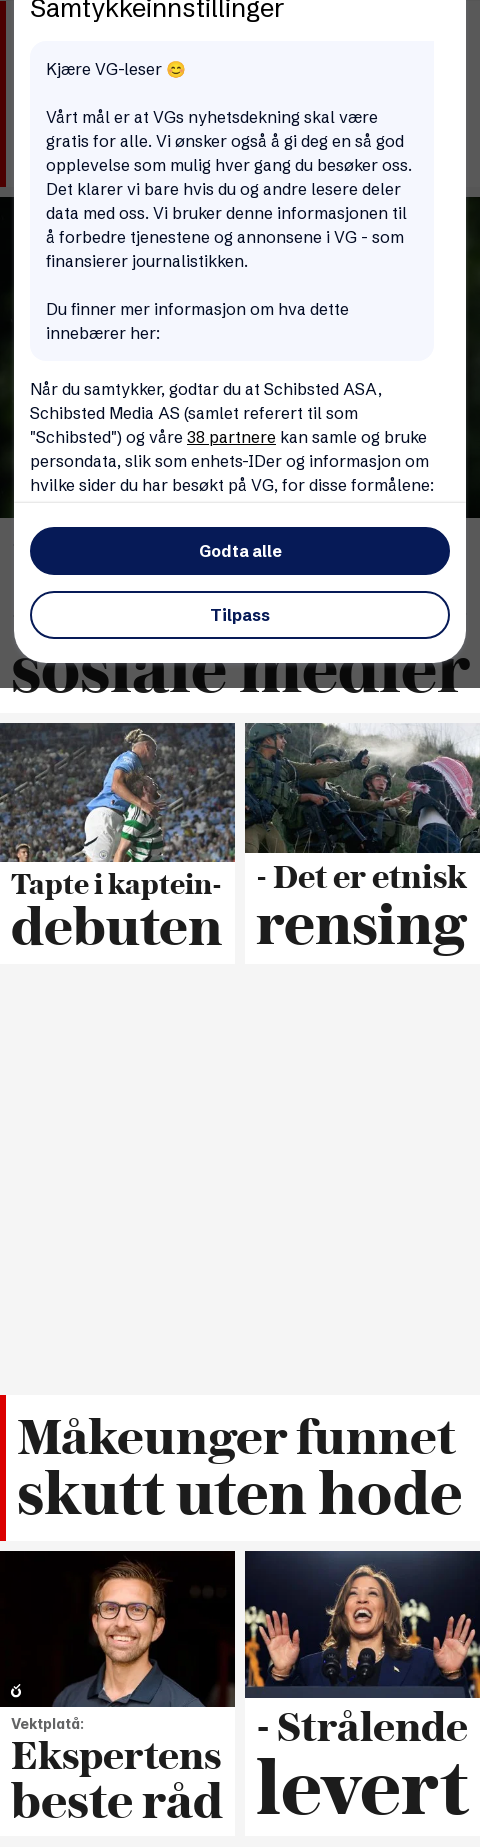 Samtykkeinnstillinger
Kjære VG-leser 😊
Vårt mål er at VGs nyhetsdekning skal være
gratis for alle. Vi ønsker også å gi deg en så god
opplevelse som mulig hver gang du besøker oss.
Det klarer vi bare hvis du og andre lesere deler
data med oss. Vi bruker denne informasjonen til
å forbedre tjenestene og annonsene i VG - som
finansierer journalistikken.
Du finner mer informasjon om hva dette
innebærer her:
Når du samtykker, godtar du at Schibsted ASA,
Schibsted Media AS (samlet referert til som
"Schibsted") og våre 38 partnere kan samle og bruke
persondata, slik som enhets-IDer og informasjon om
hvilke sider du har besøkt på VG, for disse formålene:
Godta alle
Tilpass
sosiale medier
Tapte i kaptein-
debuten
- Det er etnisk
rensing
Måkeunger funnet
skutt uten hode
Vektplatå:
Ekspertens
beste råd
- Strålende
levert